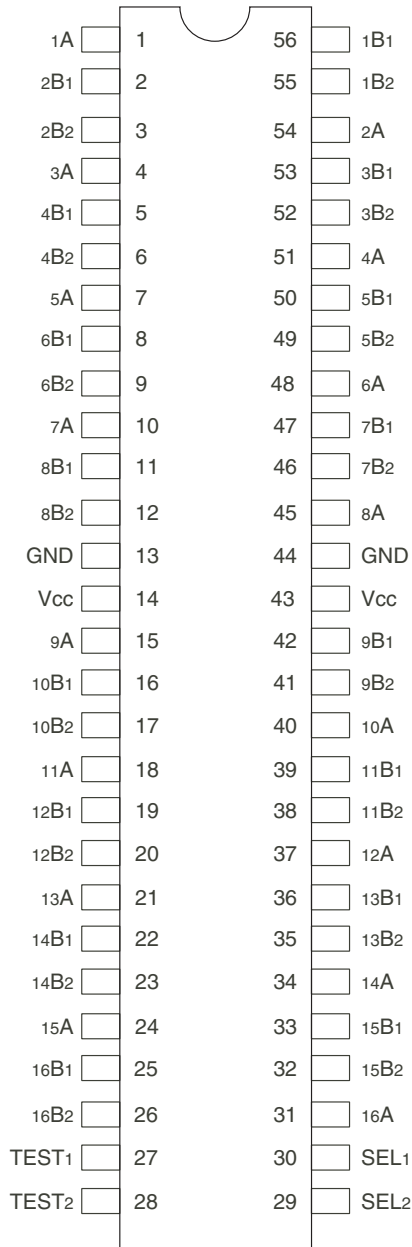 1A 1 56 1B1
2B1 2 55 1B2
2B2 3 54 2A
3A 4 53 3B1
4B1 5 52 3B2
4B2 6 51 4A
5A 7 50 5B1
6B1 8 49 5B2
6B2 9 48 6A
7A 10 47 7B1
8B1 11 46 7B2
8B2 12 45 8A
GND 13 44 GND
Vcc 14 43 Vcc
9A 15 42 9B1
10B1 16 41 9B2
10B2 17 40 10A
11A 18 39 11B1
12B1 19 38 11B2
12B2 20 37 12A
13A 21 36 13B1
14B1 22 35 13B2
14B2 23 34 14A
15A 24 33 15B1
16B1 25 32 15B2
16B2 26 31 16A
TEST1 27 30 SEL1
TEST2 28 29 SEL2